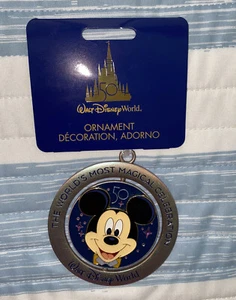 50
Walt Disney World
ORNAMENT
DÉCORATION, ADORNO
THE WORLD'S MOST MAGICAL CELEBRATION
50
Walt Disney World